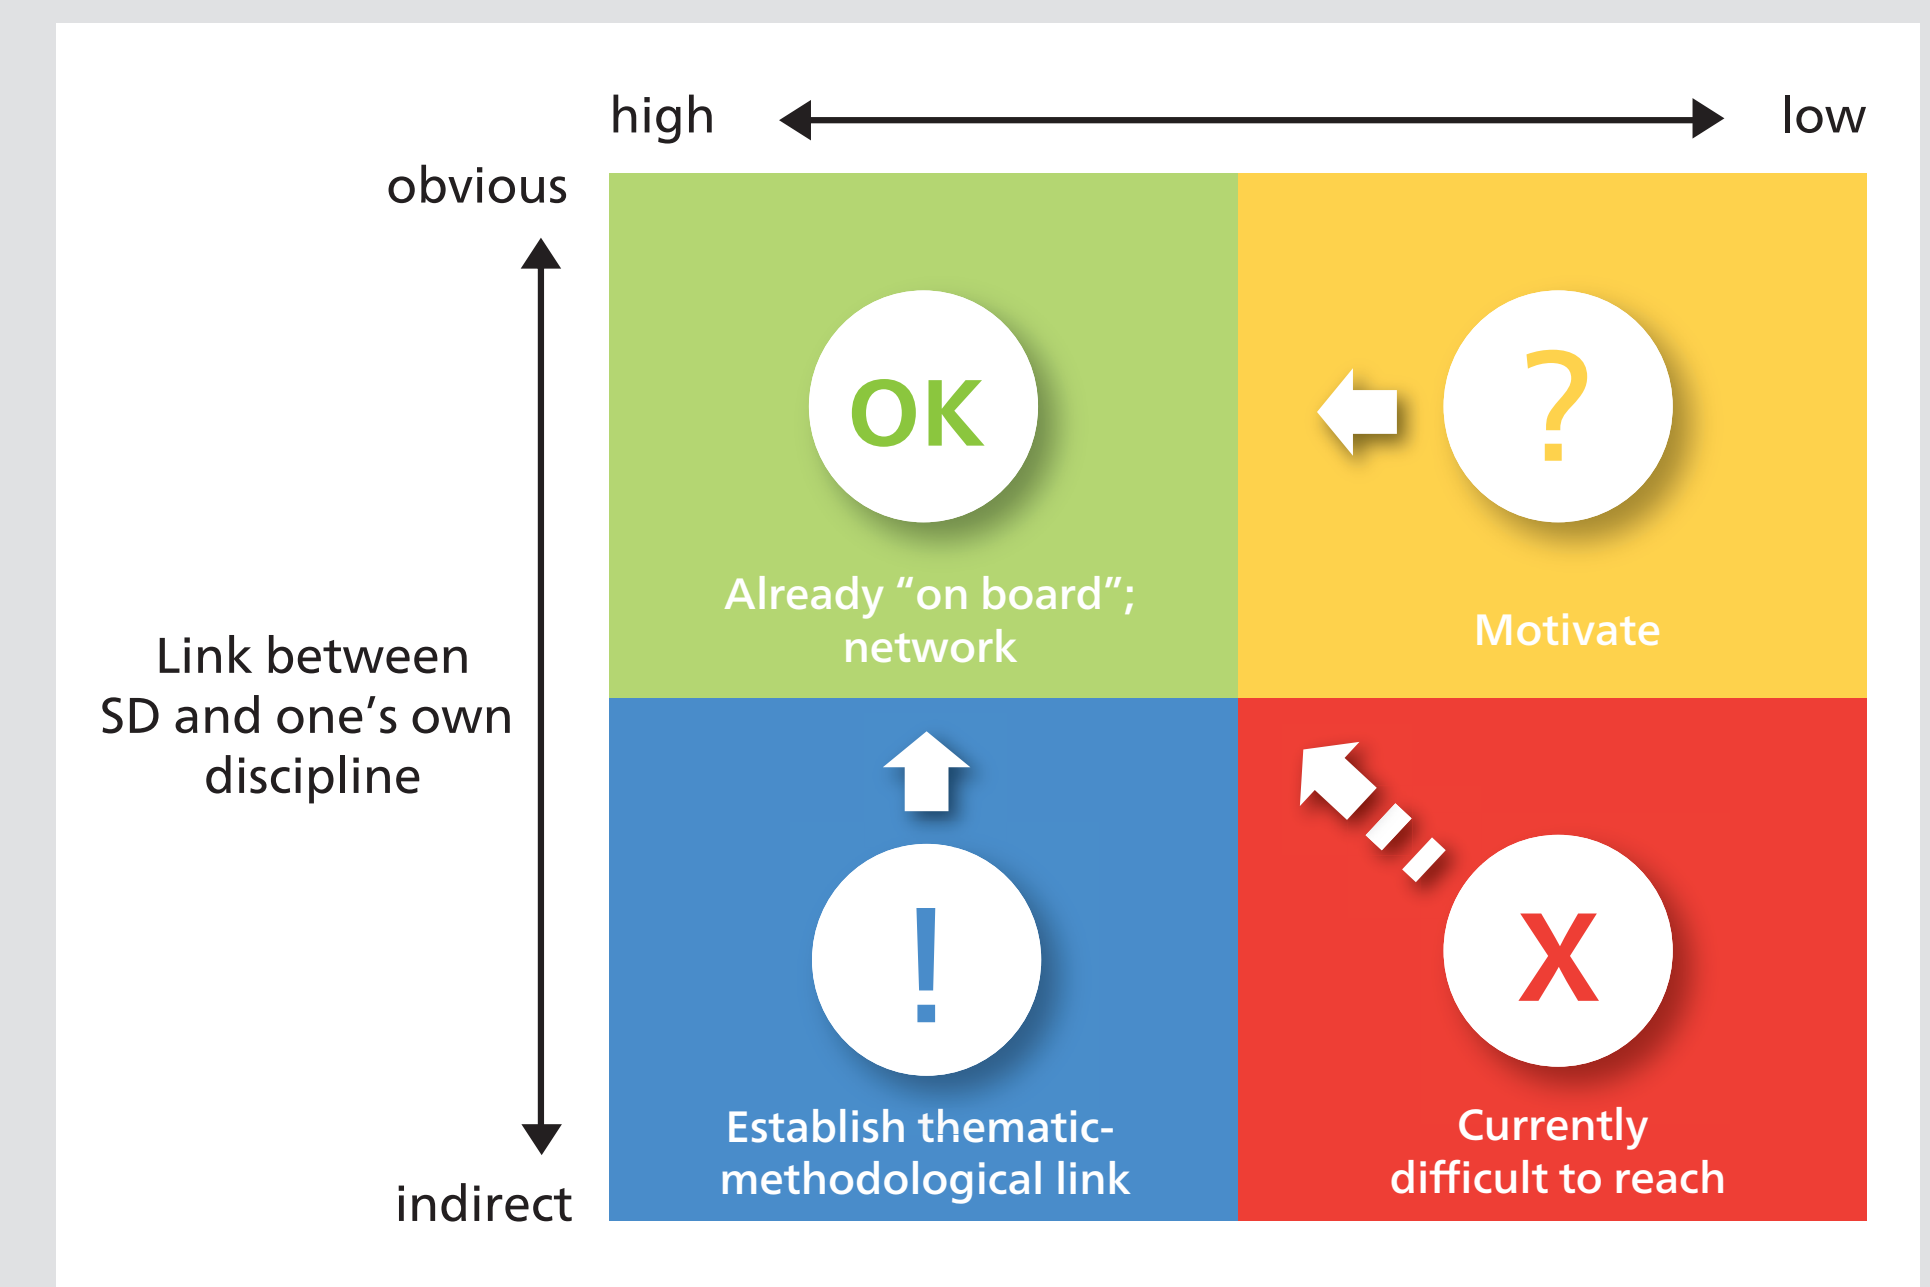 high
low
obvious
OK
?
Already “on board”;
network
Motivate
Link between
SD and one’s own
discipline
!
X
Establish thematic-
methodological link
Currently
difficult to reach
indirect